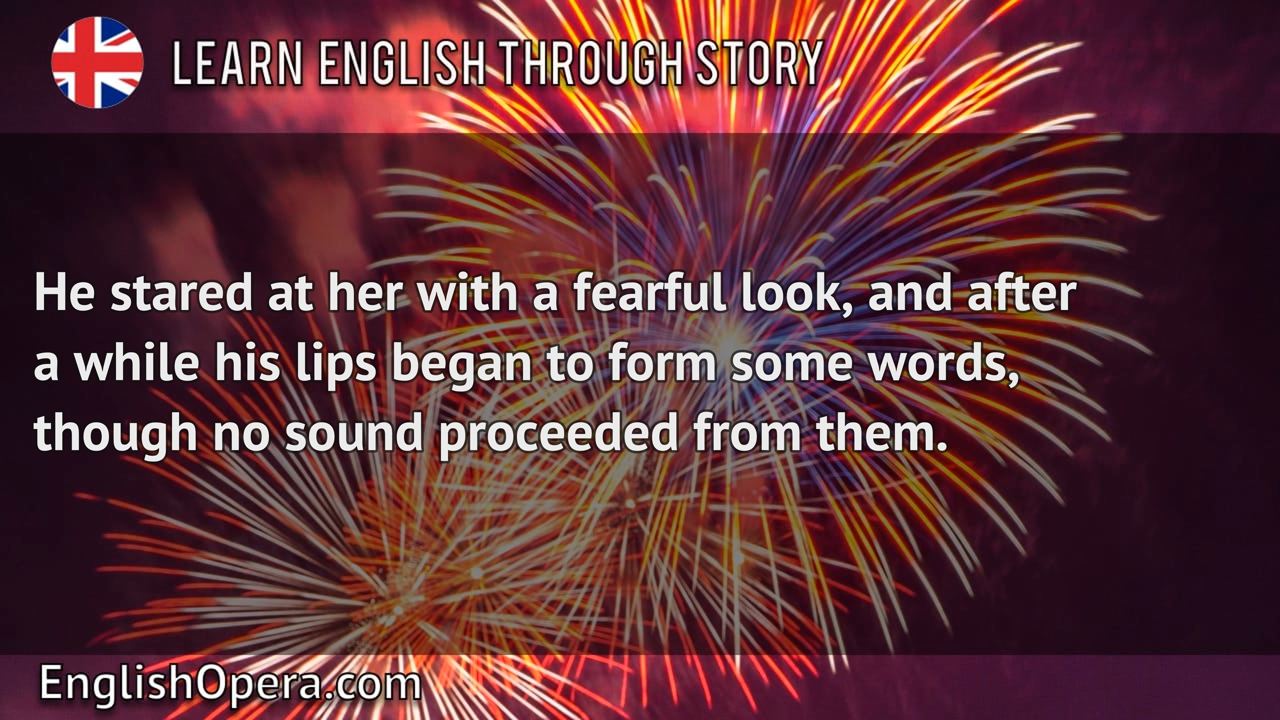 LEARN ENGLISH THROUGH STORY
He stared at her with a fearful look, and after
a while his lips began to form some words,
though no sound proceeded from them.
EnglishOpera.com